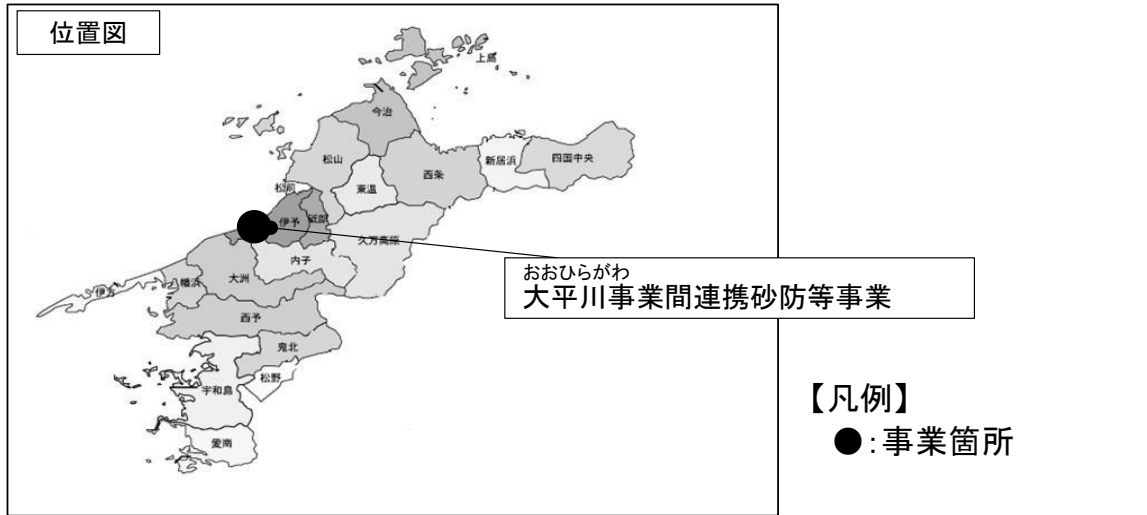 位置図
上島
今治
松山
新居浜
四国中央
西条
東温
松前
伊予
砥部
久万高原
内子
大洲
伊方
幡浜
西予
鬼北
松野
宇和島
愛南
おおひらがわ
大平川事業間連携砂防等事業
【凡例】
●:事業箇所